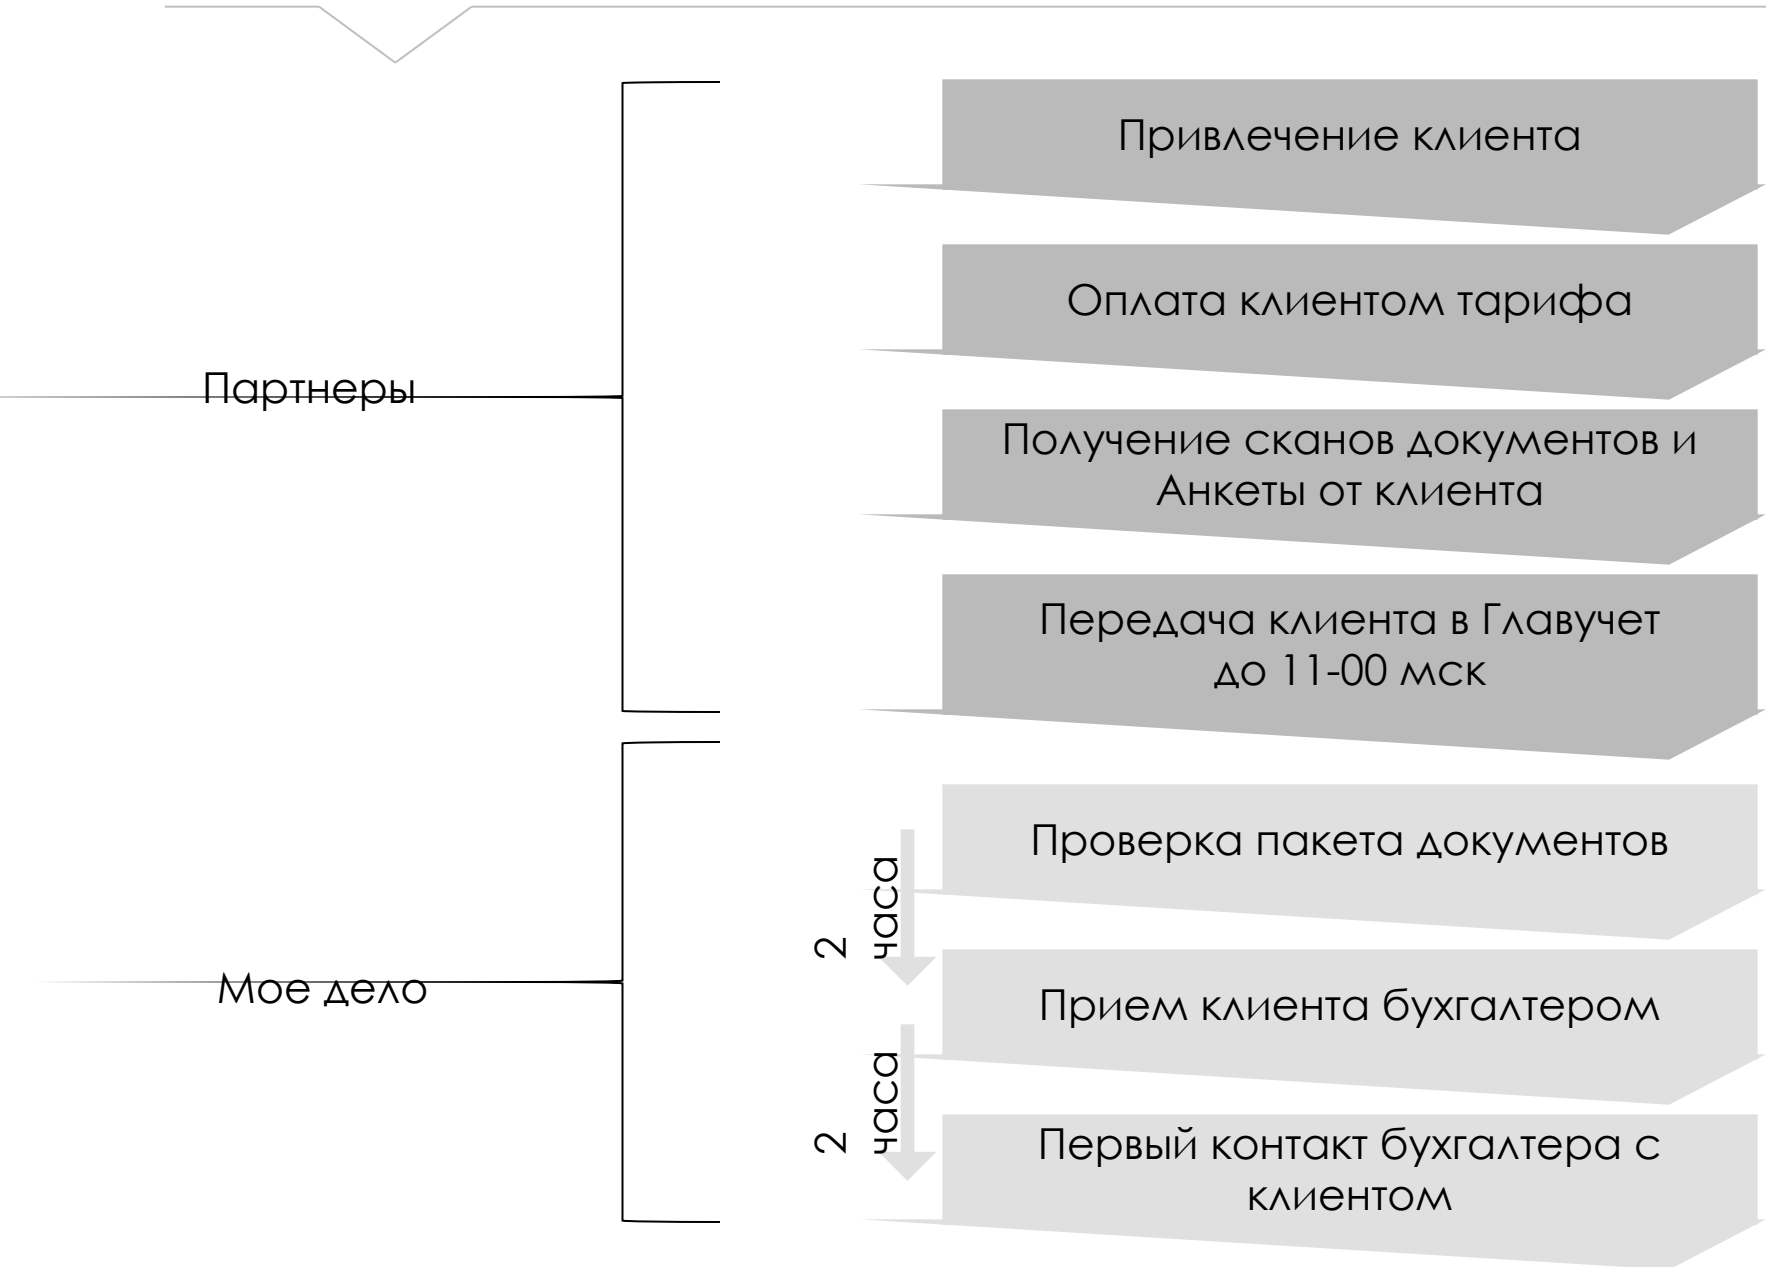 Партнеры
Привлечение клиента
Оплата клиентом тарифа
Получение сканов документов и
Анкеты от клиента
Передача клиента в Главучет
до 11-00 мск
Мое дело
Проверка пакета документов
2
часа
Прием клиента бухгалтером
2
часа
Первый контакт бухгалтера с
клиентом